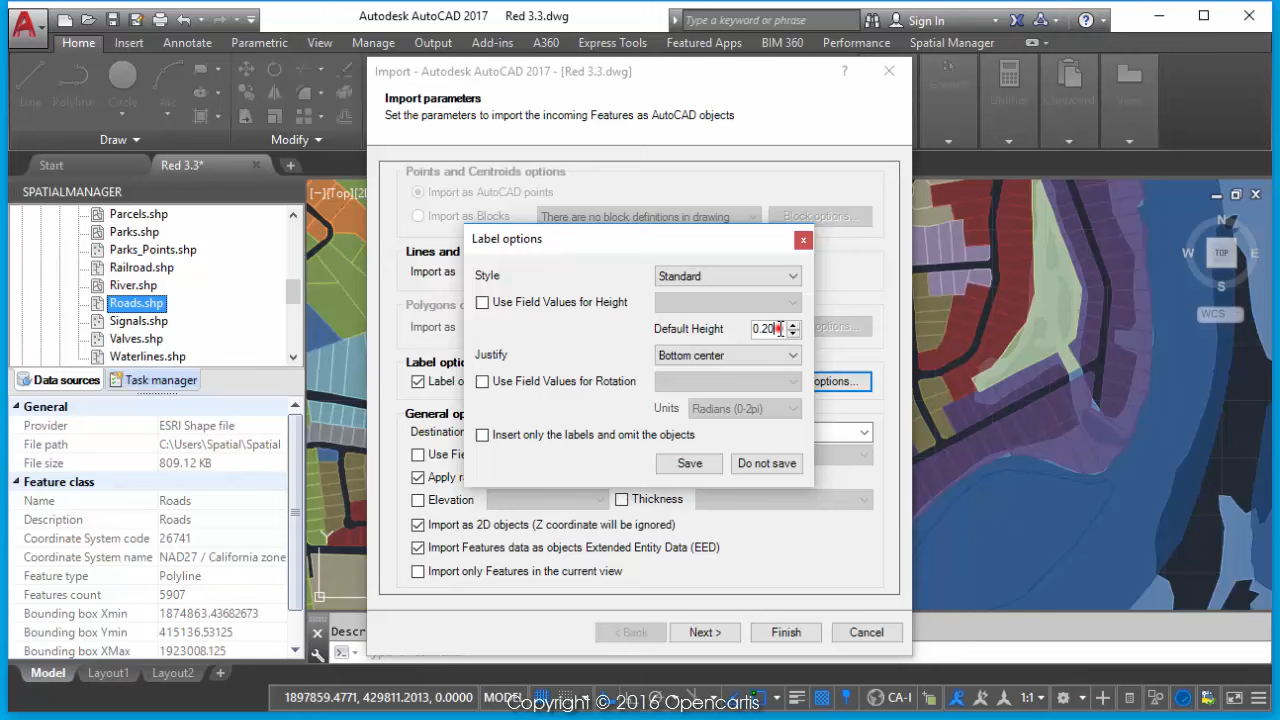 Autodesk AutoCAD 2017 Red 3.3.dwg
Type a keyword or phrase
Sign In
Home Insert Annotate Parametric View Manage Output Add-ins A360 Express Tools Featured Apps BIM 360 Performance Spatial Manager
Line Polyline Circle Arc
Utilities Clipboard View
Draw Modify
Start Red 3.3*
SPATIALMANAGER
Parcels.shp
Parks.shp
Parks_Points.shp
Railroad.shp
River.shp
Roads.shp
Signals.shp
Valves.shp
Waterlines.shp
Data sources Task manager
General
Provider ESRI Shape file
File path C:\Users\Spatial\Spatial
File size 809.12 KB
Feature class
Name Roads
Description Roads
Coordinate System code 26741
Coordinate System name NAD27 / California zone
Feature type Polyline
Features count 5907
Bounding box Xmin 1874863.43682673
Bounding box Ymin 415136.53125
Bounding box XMax 1923008.125
[−][Top][2
Import - Autodesk AutoCAD 2017 - [Red 3.3.dwg]
Import parameters
Set the parameters to import the incoming Features as AutoCAD objects
Points and Centroids options
Import as AutoCAD points
Import as Blocks There are no block definitions in drawing Block options...
Lines and
Import as
Polygons o
Import as options...
Label optio
Label o options...
General op
Destination
Use Fie
Apply r
Elevation Thickness
Import as 2D objects (Z coordinate will be ignored)
Import Features data as objects Extended Entity Data (EED)
Import only Features in the current view
< Back Next > Finish Cancel
Label options
Style Standard
Use Field Values for Height
Default Height 0.20
Justify Bottom center
Use Field Values for Rotation
Units Radians (0-2pi)
Insert only the labels and omit the objects
Save Do not save
N
W TOP E
S
WCS
Descr
Model Layout1 Layout2
1897859.4771, 429811.2013, 0.0000 MODEL CA-I 1:1
Copyright © 2016 Opencartis